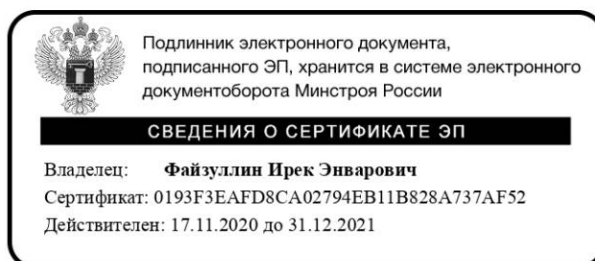 Подлинник электронного документа,
подписанного ЭП, хранится в системе электронного
документоборота Минстроя России
СВЕДЕНИЯ О СЕРТИФИКАТЕ ЭП
Владелец: Файзуллин Ирек Энварович
Сертификат: 0193F3EAFD8CA02794EB11B828A737AF52
Действителен: 17.11.2020 до 31.12.2021